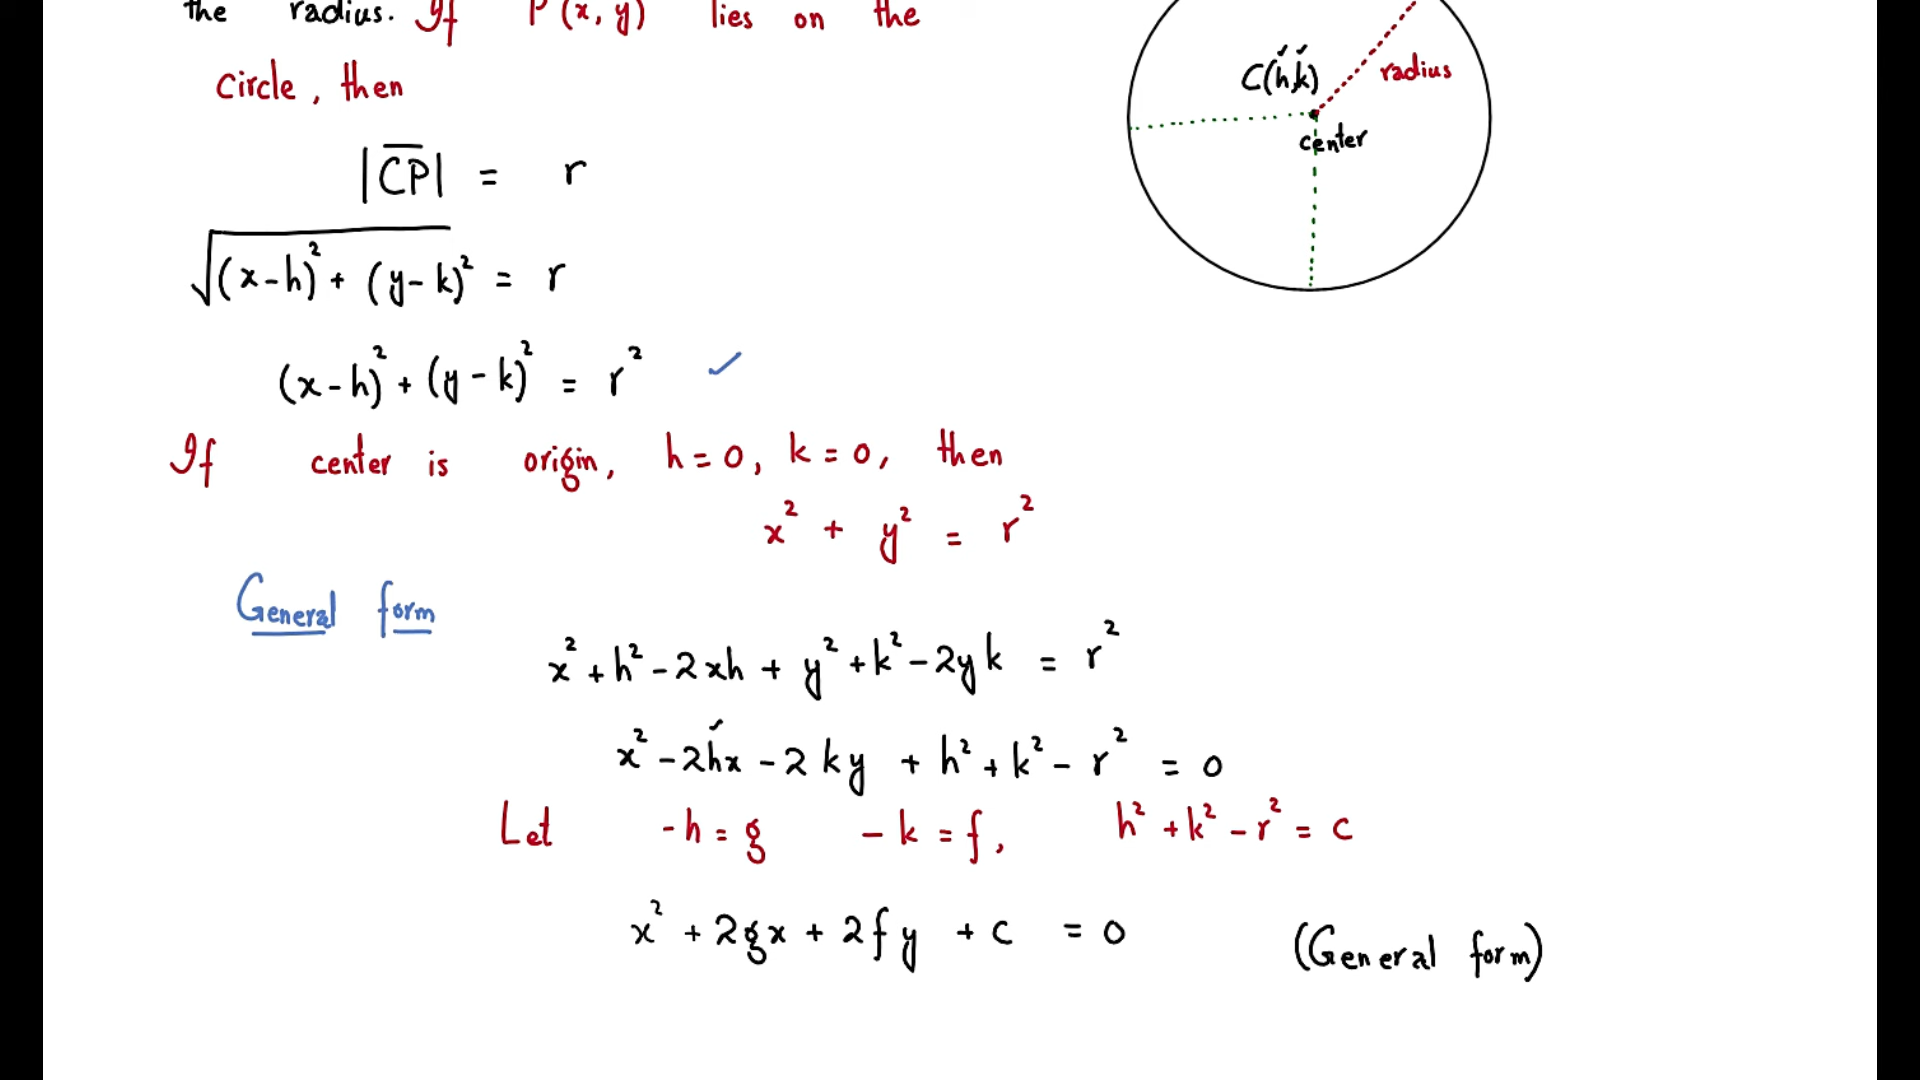 the radius. If P(x, y) lies on the
circle, then
C(h,k)
radius
center
|C̅P̅| = r
√((x-h)² + (y-k)²) = r
(x-h)² + (y-k)² = r² ✓
If center is origin, h=0, k=0, then
x² + y² = r²
General form
x² + h² - 2xh + y² + k² - 2yk = r²
x² - 2hx - 2ky + h² + k² - r² = 0
Let -h = g -k = f, h² + k² - r² = c
x² + 2gx + 2fy + c = 0 (General form)